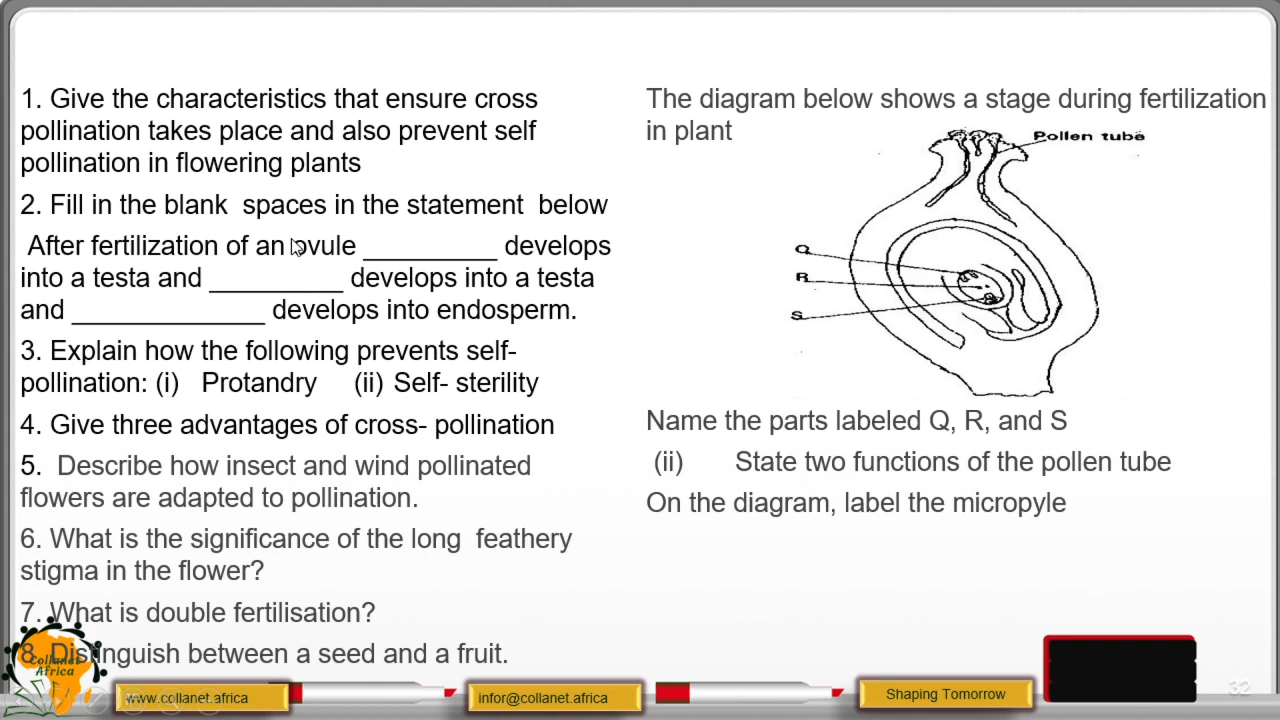 1. Give the characteristics that ensure cross
pollination takes place and also prevent self
pollination in flowering plants
2. Fill in the blank spaces in the statement below
After fertilization of an ovule _________ develops
into a testa and _________ develops into a testa
and _____________ develops into endosperm.
3. Explain how the following prevents self-
pollination: (i) Protandry (ii) Self- sterility
4. Give three advantages of cross- pollination
5. Describe how insect and wind pollinated
flowers are adapted to pollination.
6. What is the significance of the long feathery
stigma in the flower?
7. What is double fertilisation?
8. Distinguish between a seed and a fruit.
The diagram below shows a stage during fertilization
in plant
Pollen tube
Q
R
S
Name the parts labeled Q, R, and S
(ii) State two functions of the pollen tube
On the diagram, label the micropyle
Collanet
Africa
www.collanet.africa
infor@collanet.africa
Shaping Tomorrow
32